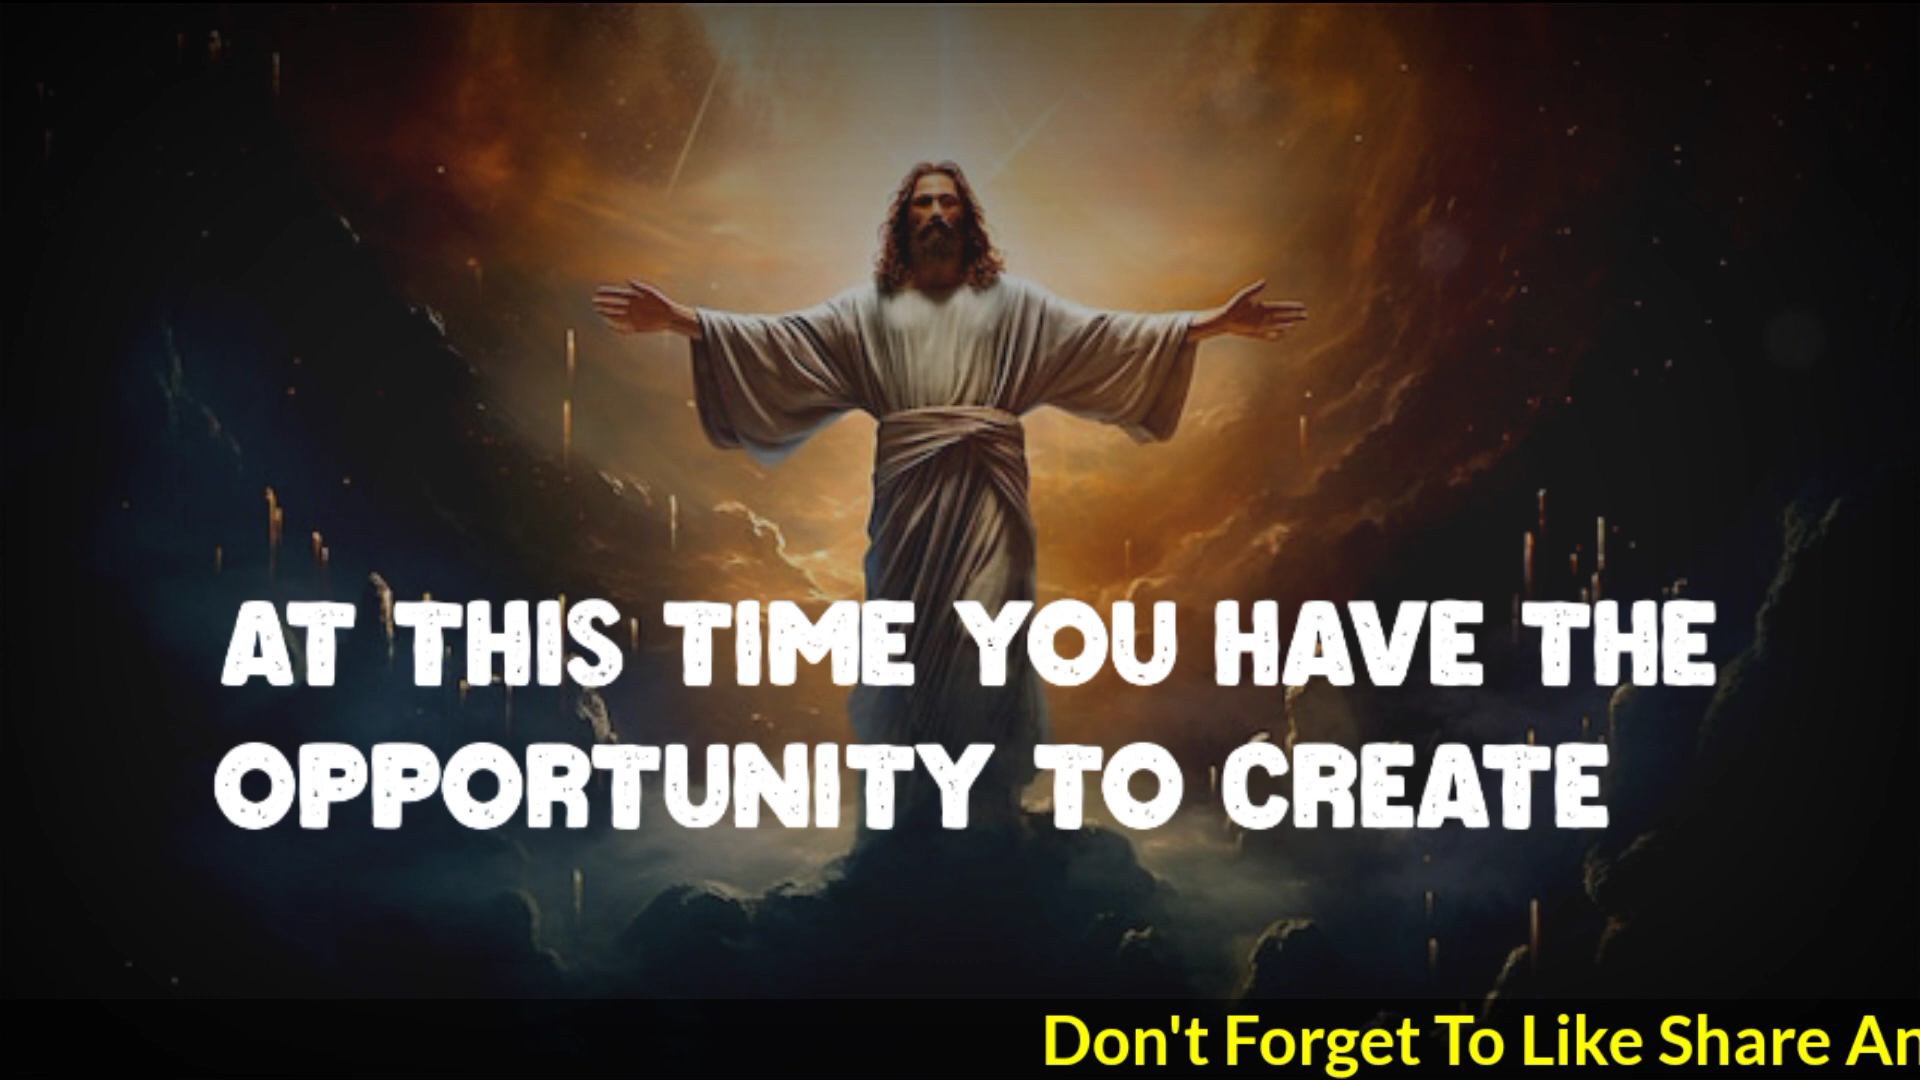 AT THIS TIME YOU HAVE THE
OPPORTUNITY TO CREATE
Don't Forget To Like Share An